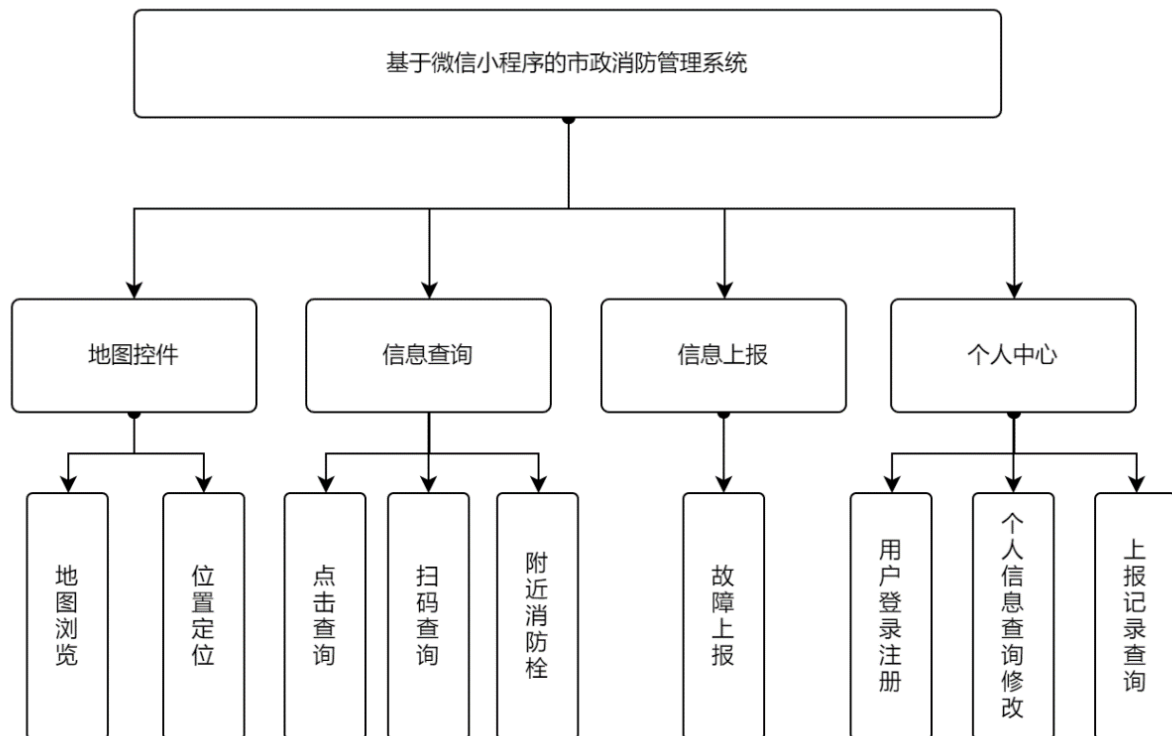 基于微信小程序的市政消防管理系统
地图控件
信息查询
信息上报
个人中心
地图浏览
位置定位
点击查询
扫码查询
附近消防栓
故障上报
用户登录注册
个人信息查询修改
上报记录查询